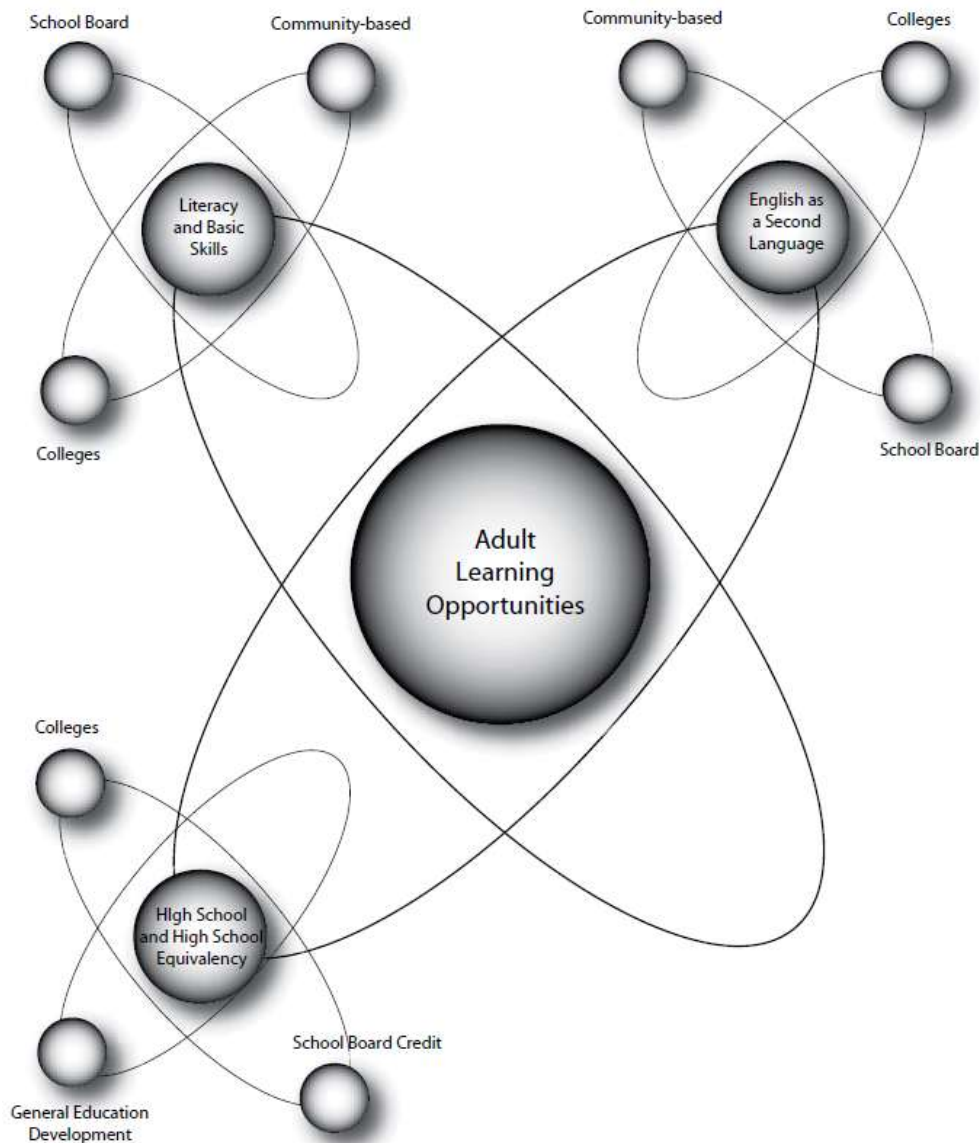 School Board
Community-based
Community-based
Colleges
Literacy
and Basic
Skills
English as
a Second
Language
Colleges
School Board
Adult
Learning
Opportunities
Colleges
HIgh School
and High School
Equivalency
School Board Credit
General Education
Development